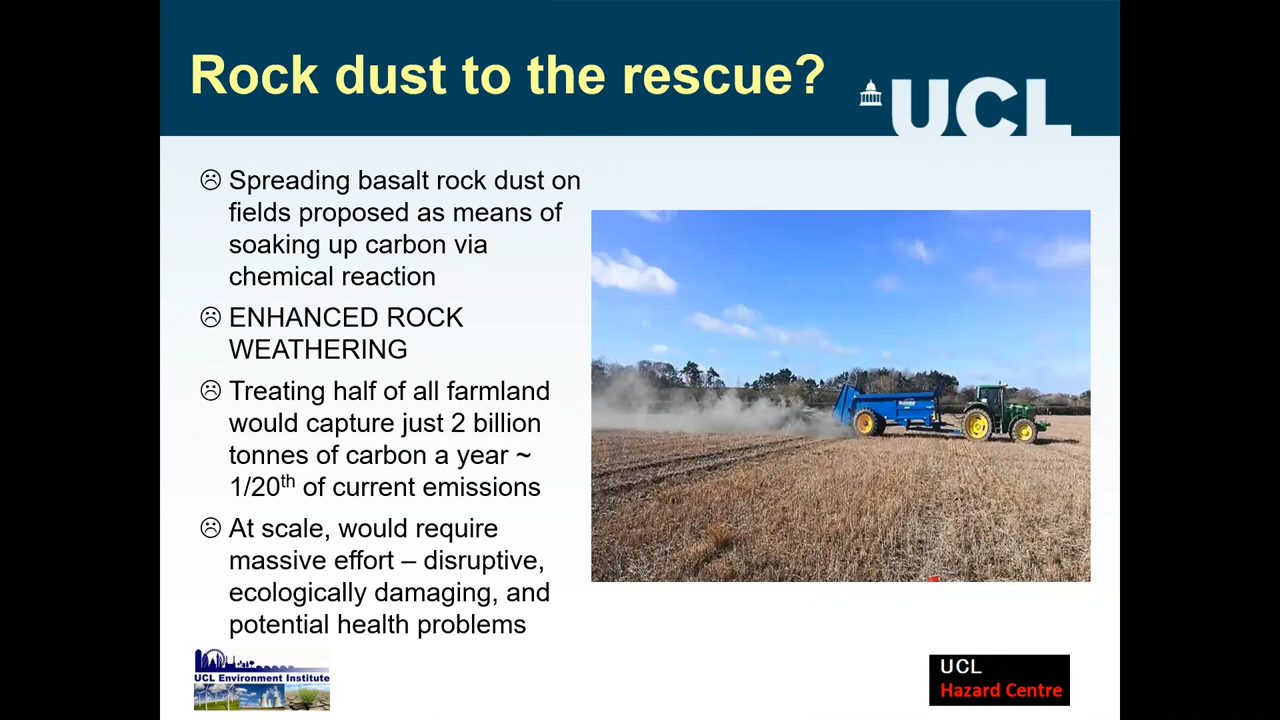 Rock dust to the rescue?
UCL
☹ Spreading basalt rock dust on
fields proposed as means of
soaking up carbon via
chemical reaction
☹ ENHANCED ROCK
WEATHERING
☹ Treating half of all farmland
would capture just 2 billion
tonnes of carbon a year ~
1/20th of current emissions
☹ At scale, would require
massive effort – disruptive,
ecologically damaging, and
potential health problems
UCL Environment Institute
UCL
Hazard Centre